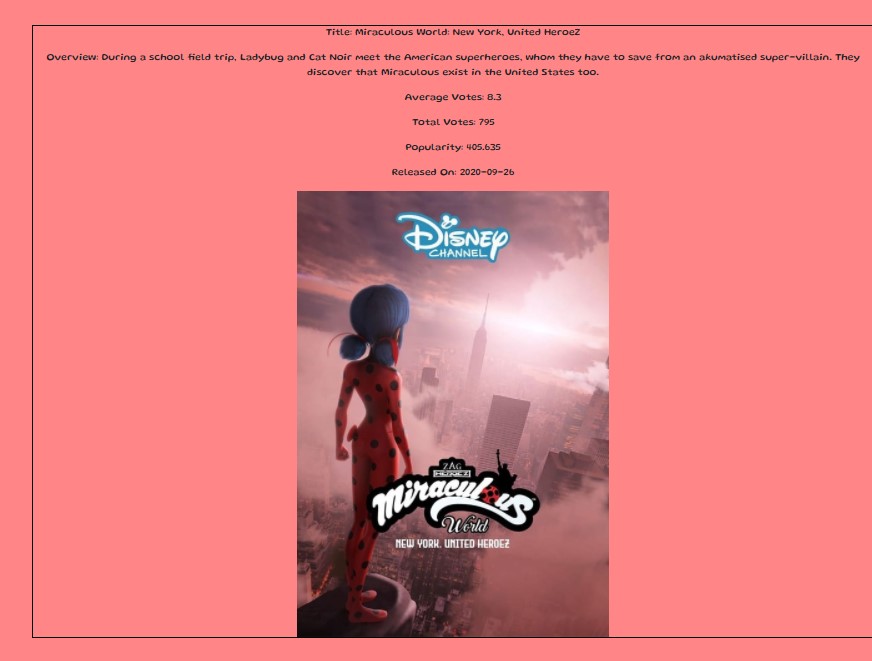 Title: Miraculous World: New York, United HeroeZ
Overview: During a school field trip, Ladybug and Cat Noir meet the American superheroes, whom they have to save from an akumatised super-villain. They
discover that Miraculous exist in the United States too.
Average Votes: 8.3
Total Votes: 795
Popularity: 405.635
Released On: 2020-09-26
Disney
CHANNEL
ZAG
HEROEZ
Miraculous
World
NEW YORK, UNITED HEROEZ